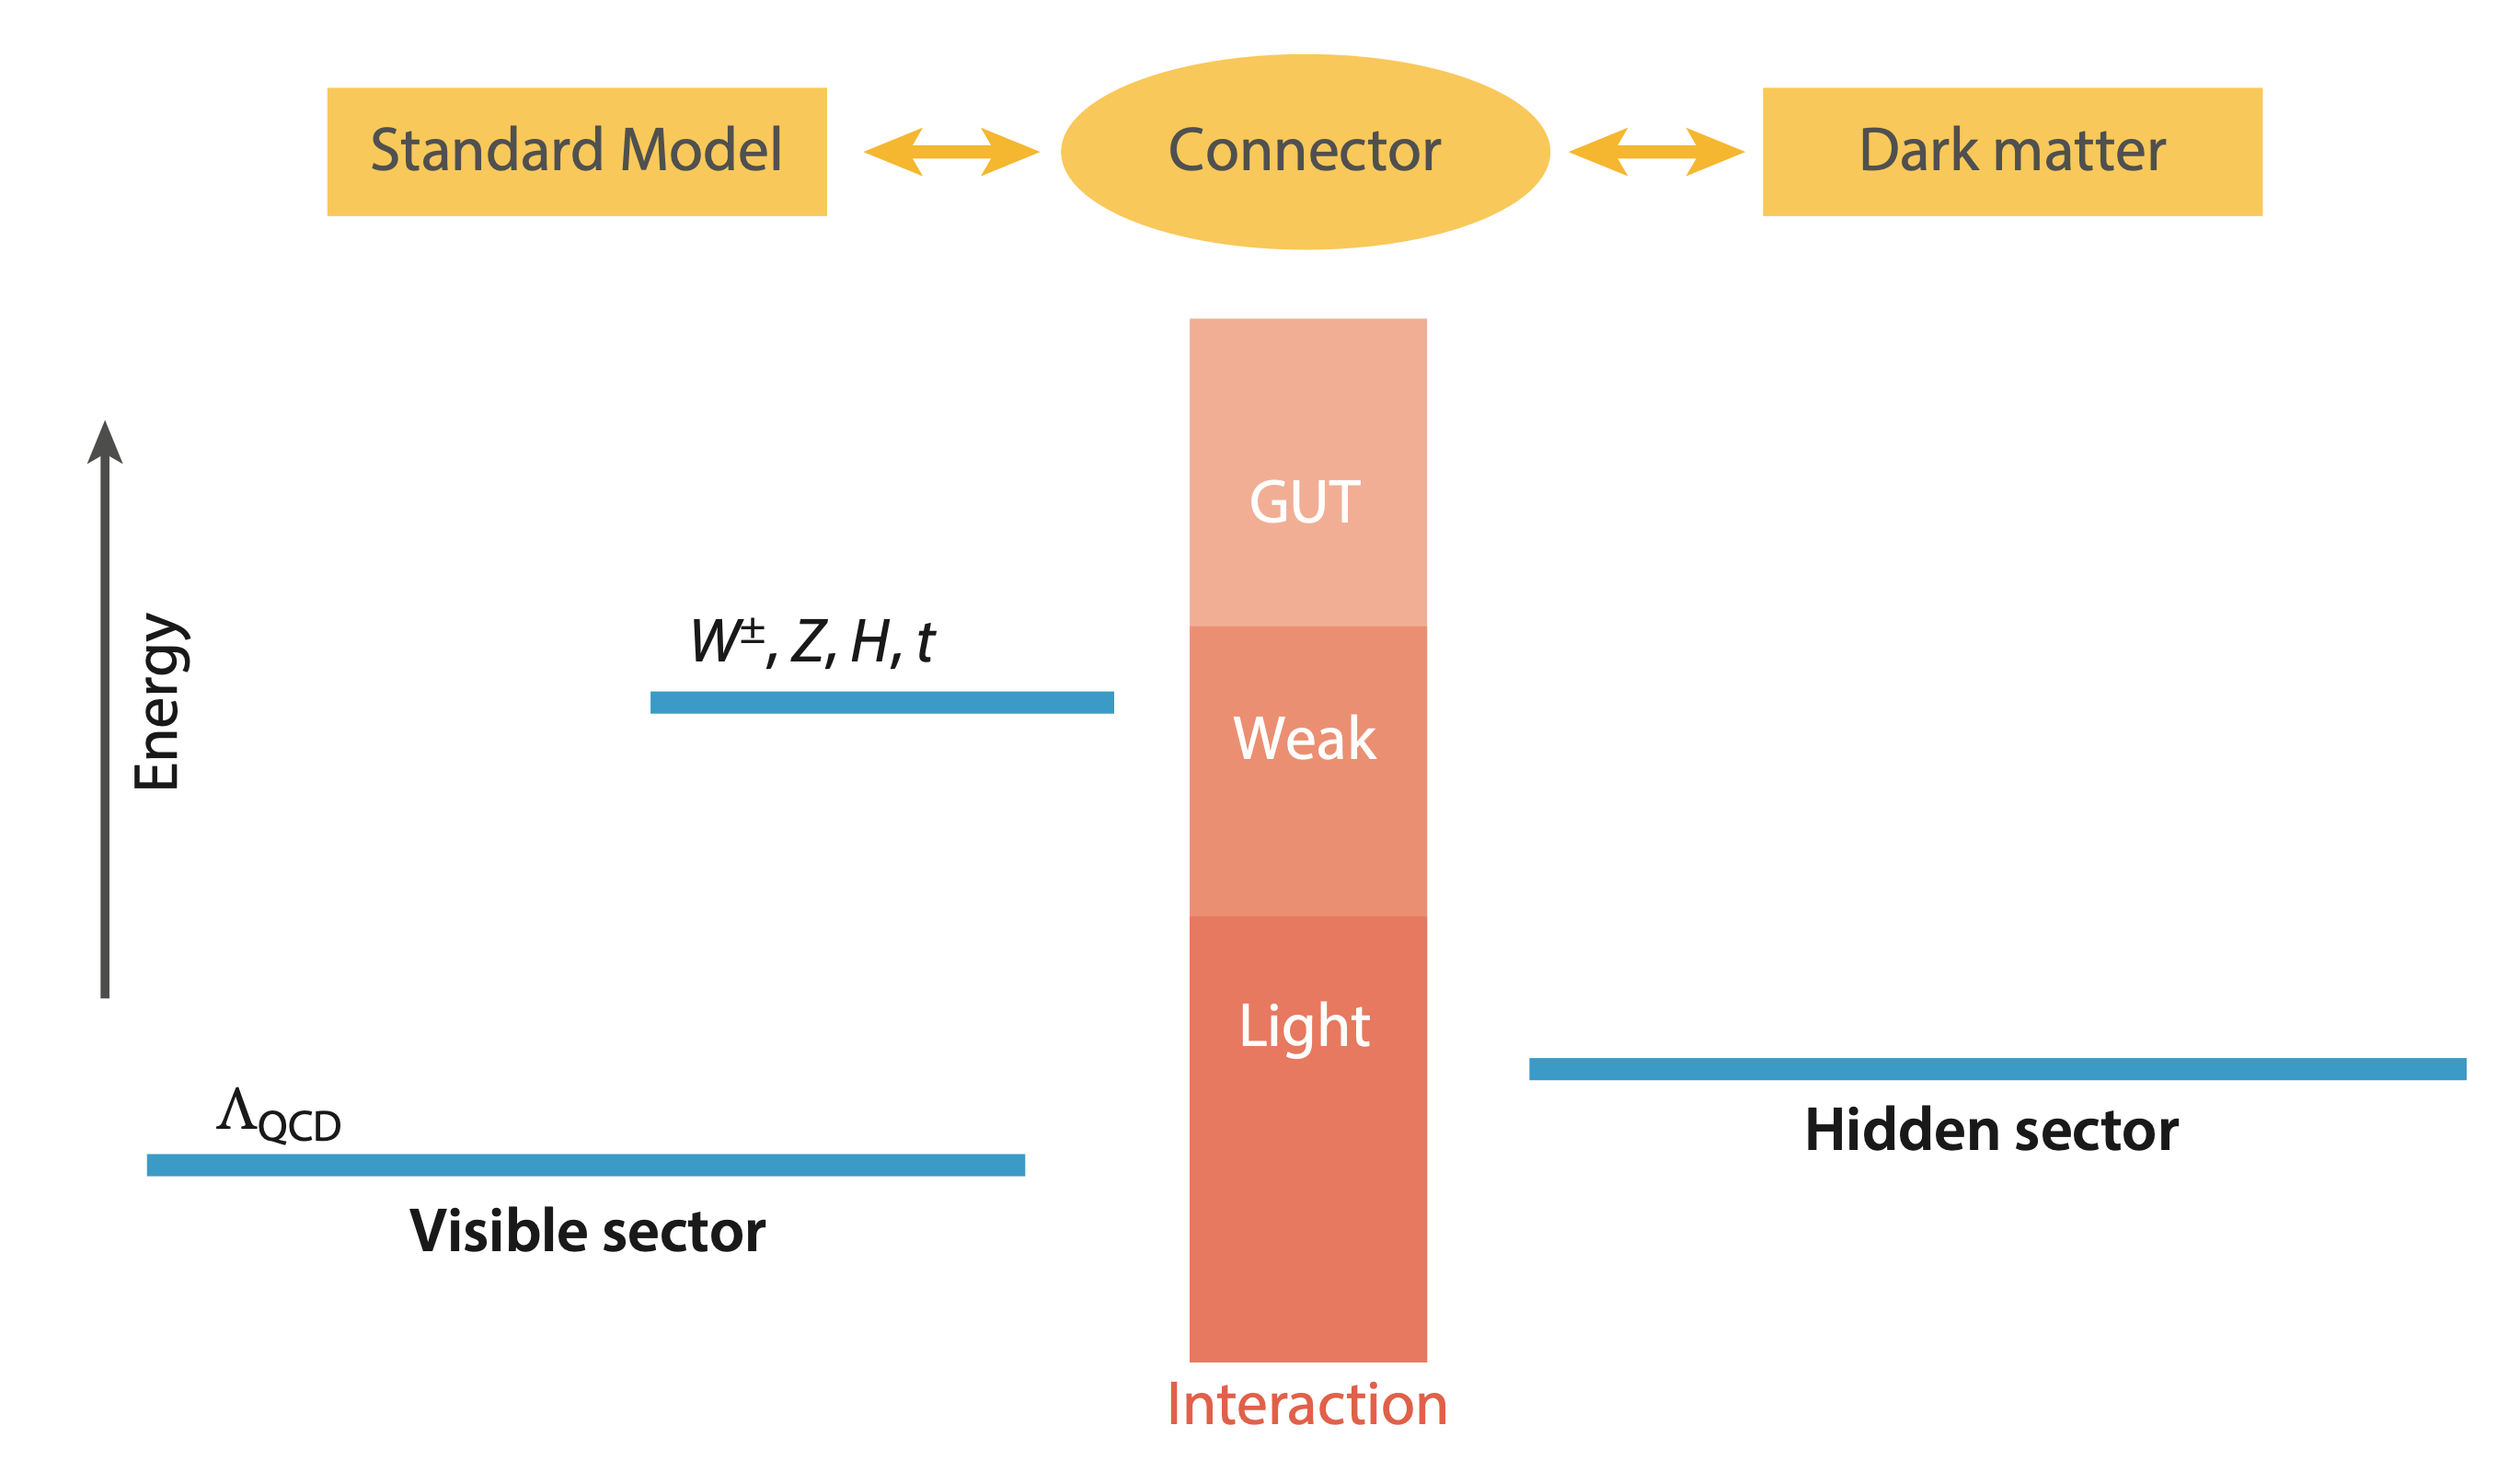 Standard Model
Connector
Dark matter
GUT
Energy
W±, Z, H, t
Weak
Light
ΛQCD
Hidden sector
Visible sector
Interaction